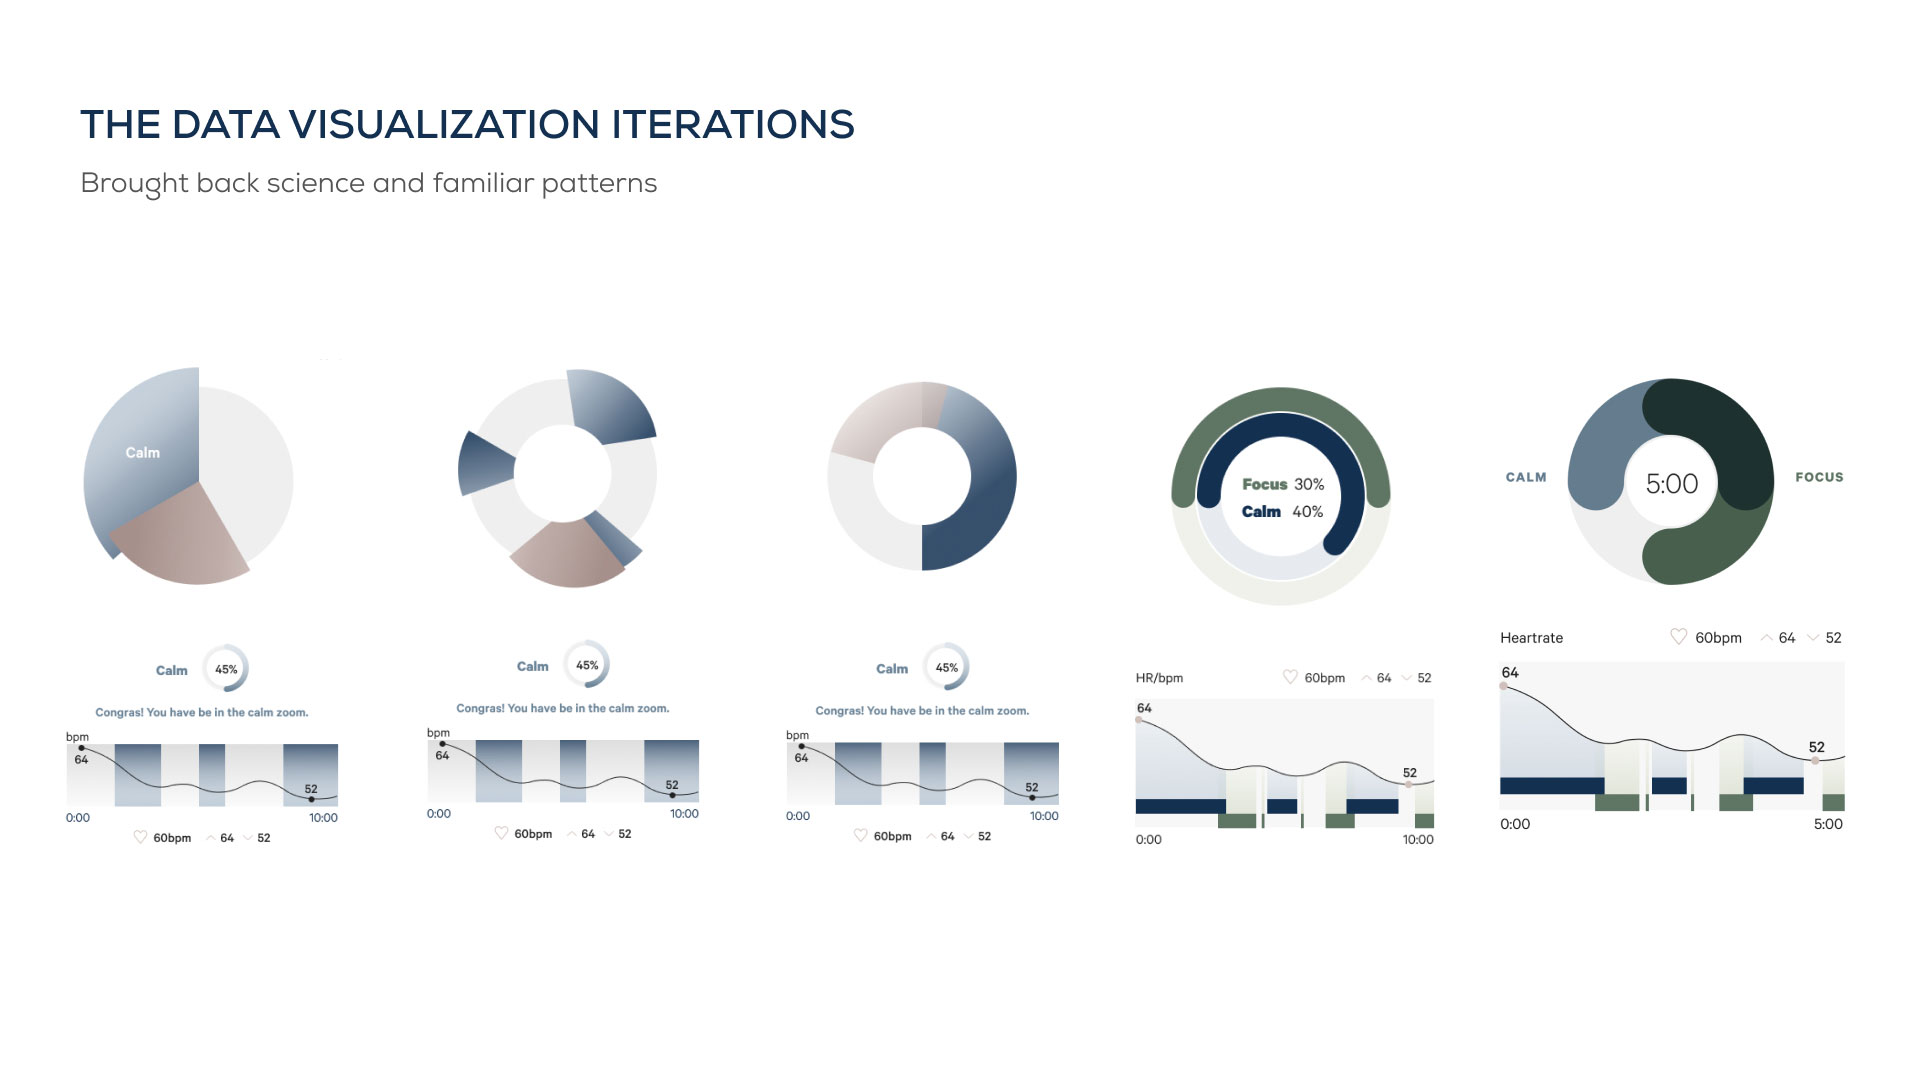 THE DATA VISUALIZATION ITERATIONS
Brought back science and familiar patterns
Calm
Calm 45%
Congras! You have be in the calm zoom.
bpm
64
52
0:00 10:00
60bpm 64 52
Calm 45%
Congras! You have be in the calm zoom.
bpm
64
52
0:00 10:00
60bpm 64 52
Calm 45%
Congras! You have be in the calm zoom.
bpm
64
52
0:00 10:00
60bpm 64 52
Focus 30%
Calm 40%
HR/bpm 60bpm 64 52
64
52
0:00 10:00
CALM 5:00 FOCUS
Heartrate 60bpm 64 52
64
52
0:00 5:00